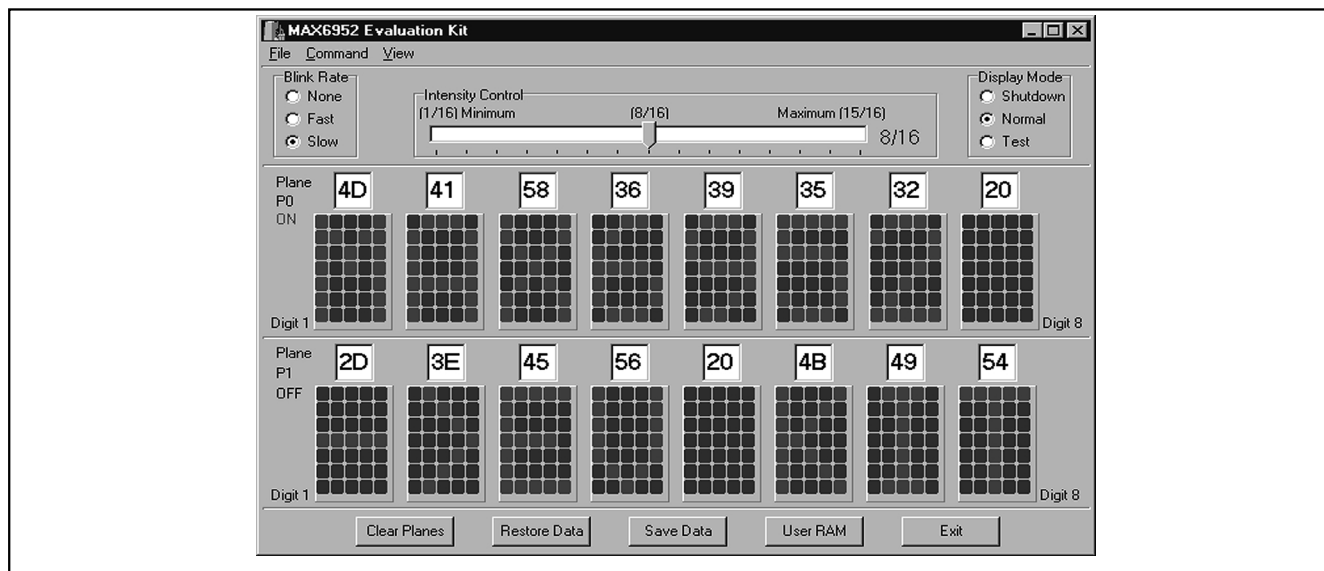 MAX6952 Evaluation Kit
File Command View
Blink Rate
None
Fast
Slow
Intensity Control
(1/16) Minimum (8/16) Maximum (15/16)
8/16
Display Mode
Shutdown
Normal
Test
Plane
P0
ON
4D 41 58 36 39 35 32 20
Digit 1 Digit 8
Plane
P1
OFF
2D 3E 45 56 20 4B 49 54
Digit 1 Digit 8
Clear Planes Restore Data Save Data User RAM Exit